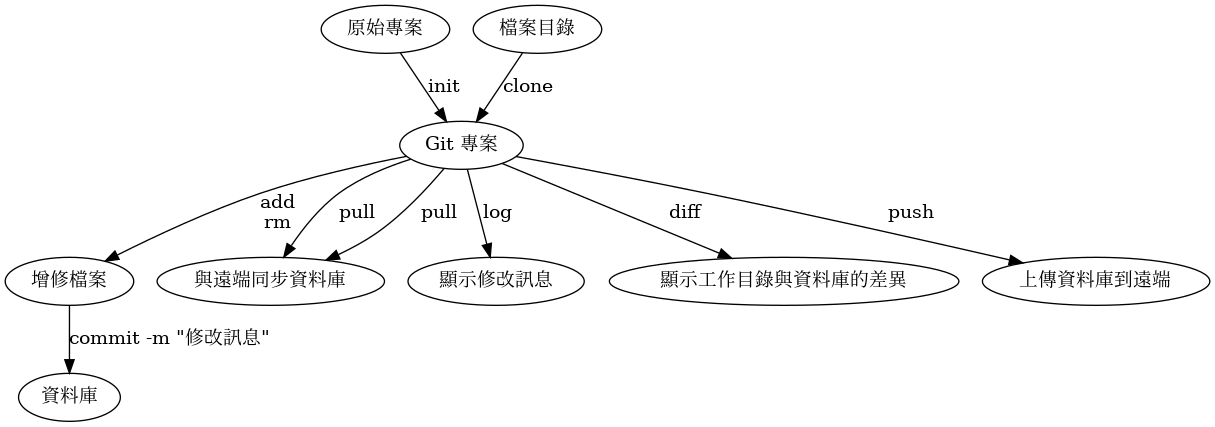 原始專案
檔案目錄
init
clone
Git 專案
add
rm
pull
pull
log
diff
push
增修檔案
與遠端同步資料庫
顯示修改訊息
顯示工作目錄與資料庫的差異
上傳資料庫到遠端
commit -m "修改訊息"
資料庫